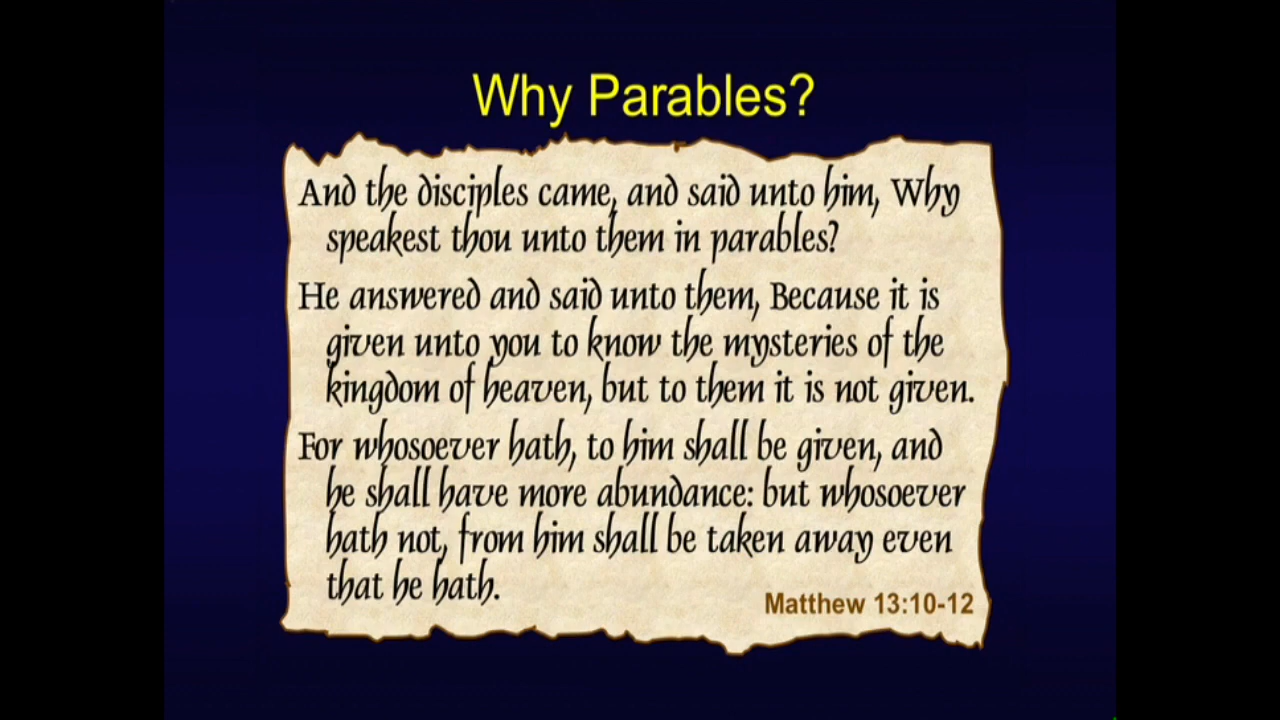 Why Parables?
And the disciples came, and said unto him, Why
speakest thou unto them in parables?
He answered and said unto them, Because it is
given unto you to know the mysteries of the
kingdom of heaven, but to them it is not given.
For whosoever hath, to him shall be given, and
he shall have more abundance: but whosoever
hath not, from him shall be taken away even
that he hath.
Matthew 13:10-12